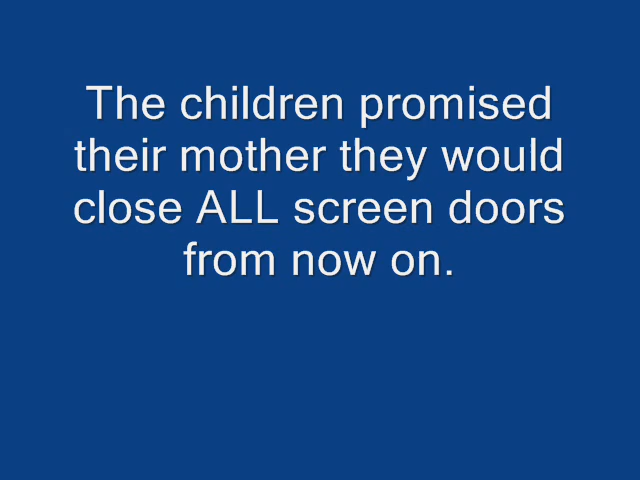 The children promised
their mother they would
close ALL screen doors
from now on.